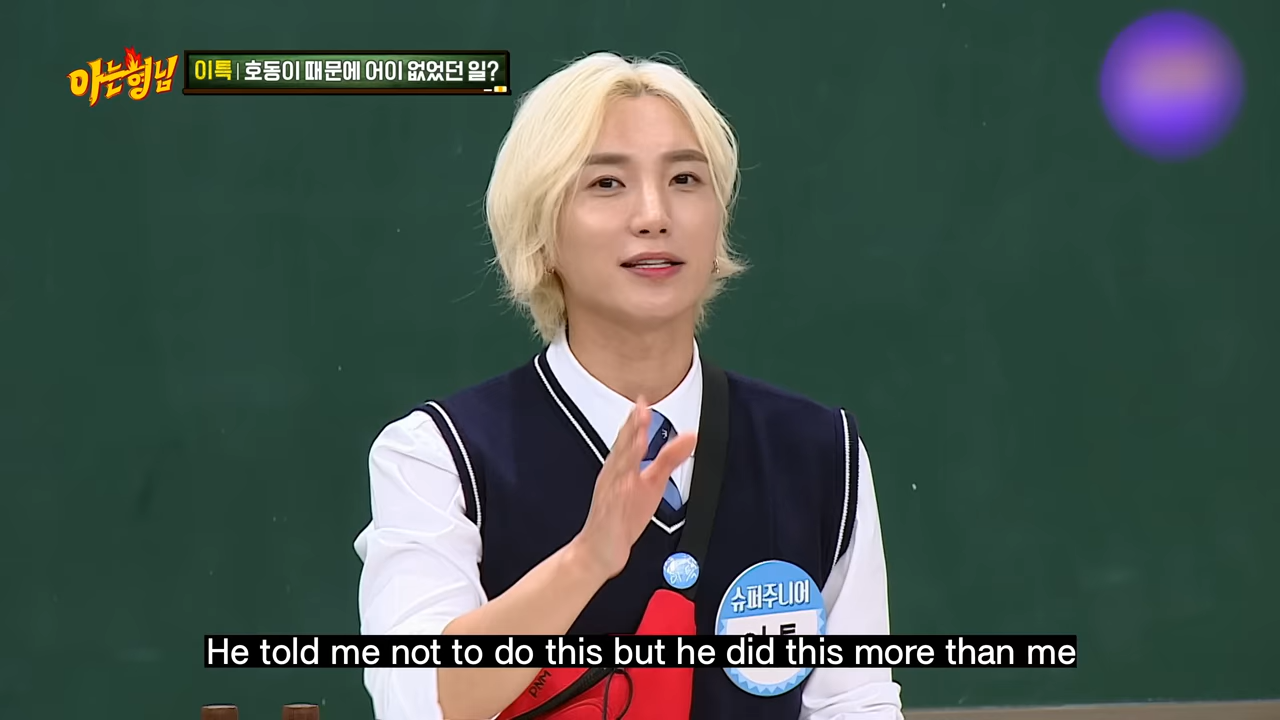 아는형님
이특 | 호동이 때문에 어이 없었던 일?
슈퍼주니어
He told me not to do this but he did this more than me
PNM